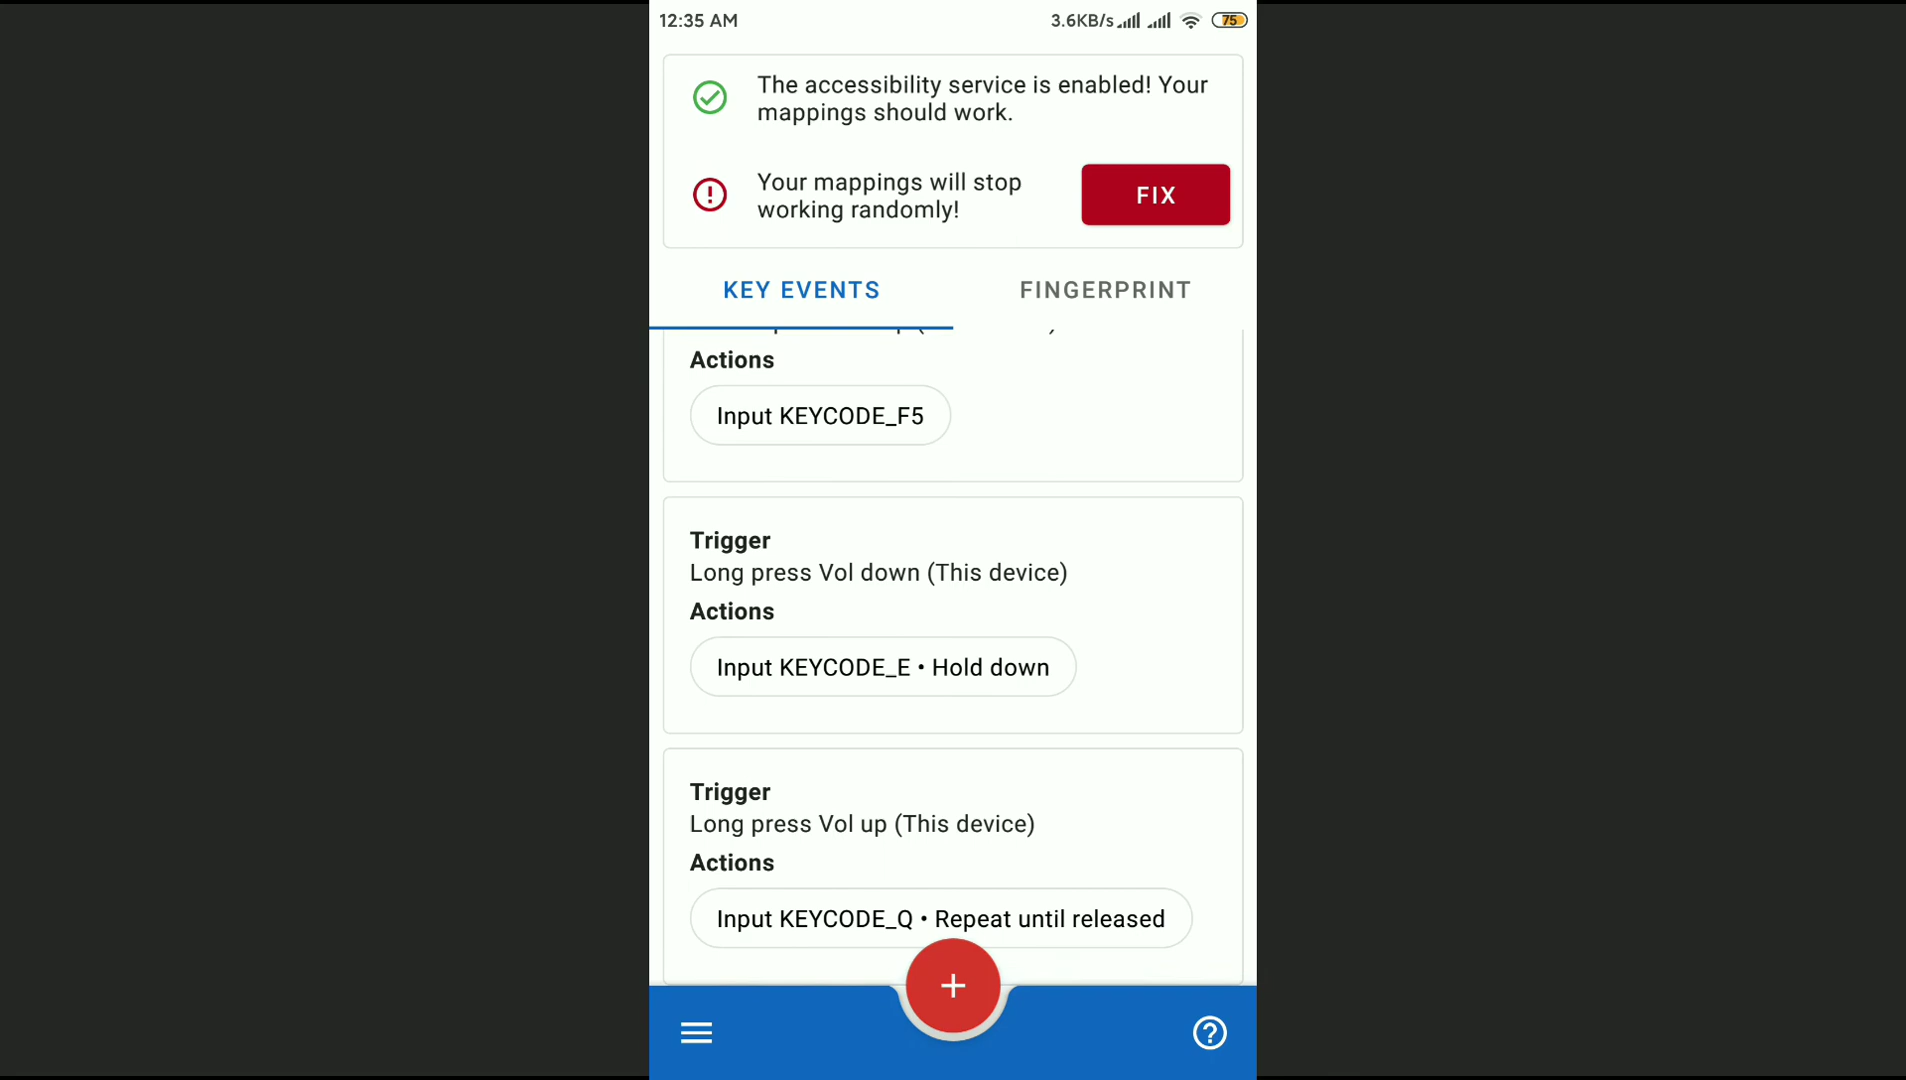 12:35 AM
3.6KB/s
75
The accessibility service is enabled! Your
mappings should work.
Your mappings will stop
working randomly!
FIX
KEY EVENTS
FINGERPRINT
Actions
Input KEYCODE_F5
Trigger
Long press Vol down (This device)
Actions
Input KEYCODE_E • Hold down
Trigger
Long press Vol up (This device)
Actions
Input KEYCODE_Q • Repeat until released